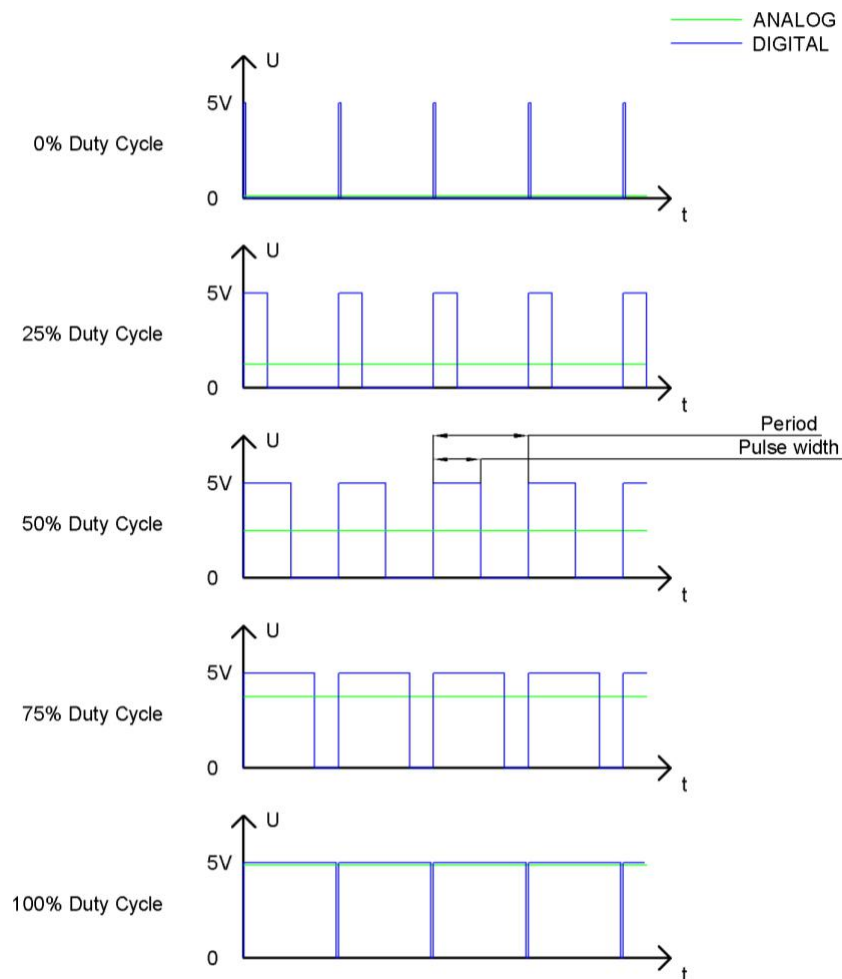 ANALOG
DIGITAL
U
5V
0% Duty Cycle
0
t
U
5V
25% Duty Cycle
0
t
Period
Pulse width
U
5V
50% Duty Cycle
0
t
U
5V
75% Duty Cycle
0
t
U
5V
100% Duty Cycle
0
t